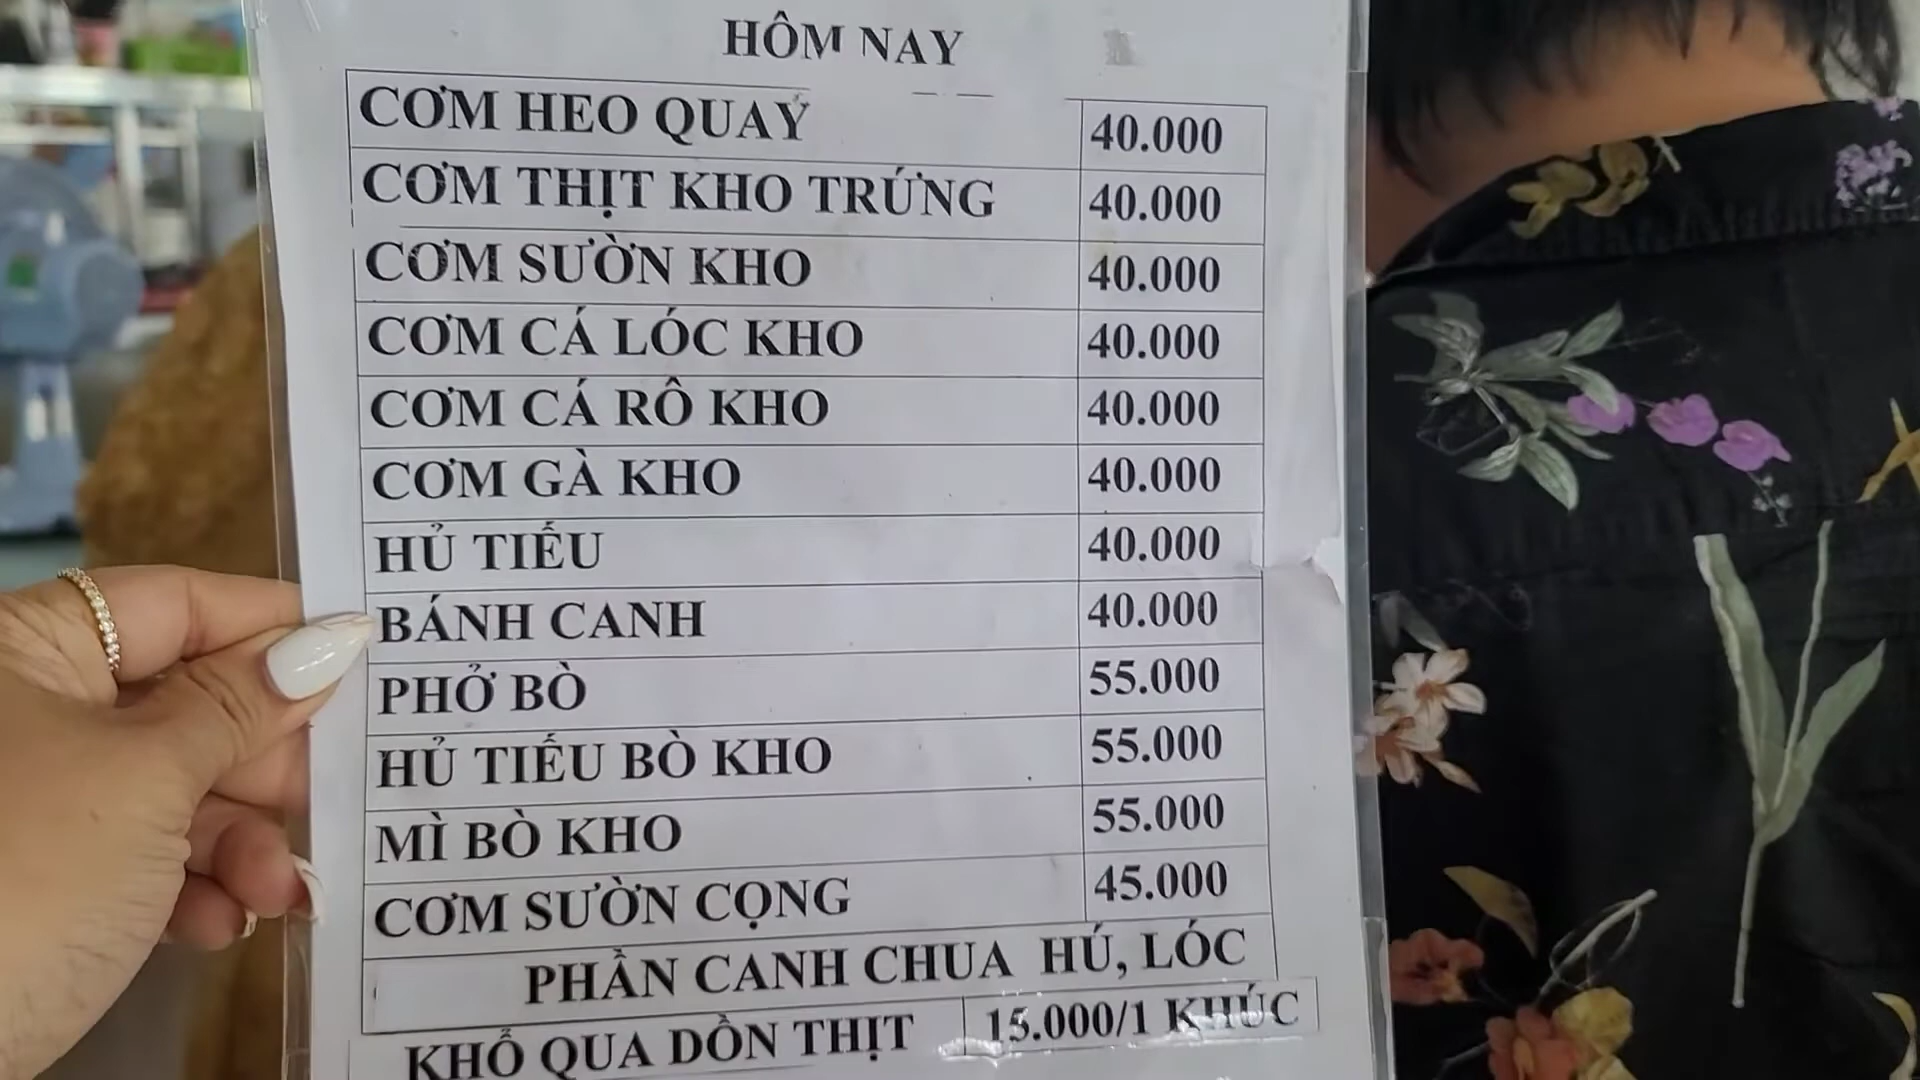 HÔM NAY
CƠM HEO QUAY 40.000
CƠM THỊT KHO TRỨNG 40.000
CƠM SƯỜN KHO 40.000
CƠM CÁ LÓC KHO 40.000
CƠM CÁ RÔ KHO 40.000
CƠM GÀ KHO 40.000
HỦ TIẾU 40.000
BÁNH CANH 40.000
PHỞ BÒ 55.000
HỦ TIẾU BÒ KHO 55.000
MÌ BÒ KHO 55.000
CƠM SƯỜN CỌNG 45.000
PHẦN CANH CHUA HÚ, LÓC
KHỔ QUA DỒN THỊT 15.000/1 KHÚC